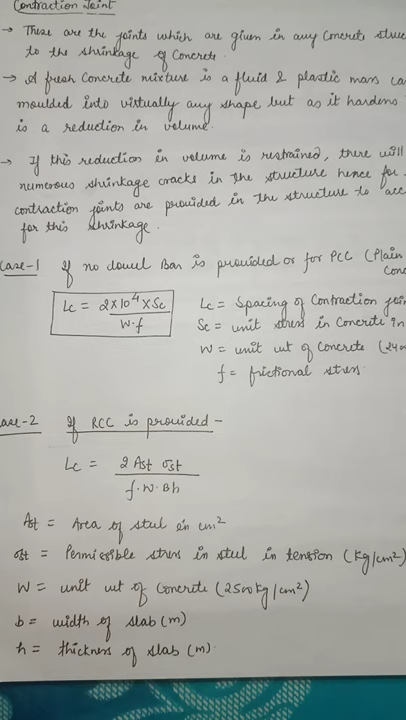 Contraction Joint
→ These are the joints which are given in any concrete
to the shrinkage of concrete.
→ A fresh concrete mixture is a fluid & plastic mass
moulded into virtually any shape but as it hardens
is a reduction in volume.
→ If this reduction in volume is restrained, there will
numerous shrinkage cracks in the structure hence for
contraction joints are provided in the structure to
for this shrinkage.
Case-1 If no dowel Bar is provided or for PCC (Plain
Lc = 2×10⁴×Sc / W.f
Lc = Spacing of contraction
Sc = unit stress in concrete in
W = unit wt of concrete
f = frictional stress
Case-2 If RCC is provided -
Lc = 2 Ast σst / f.W.Bh
Ast = Area of steel in cm²
σst = Permissible stress in steel in tension (kg/cm²)
W = unit wt of concrete (2500kg/cm²)
b = width of slab (m)
h = thickness of slab (m).